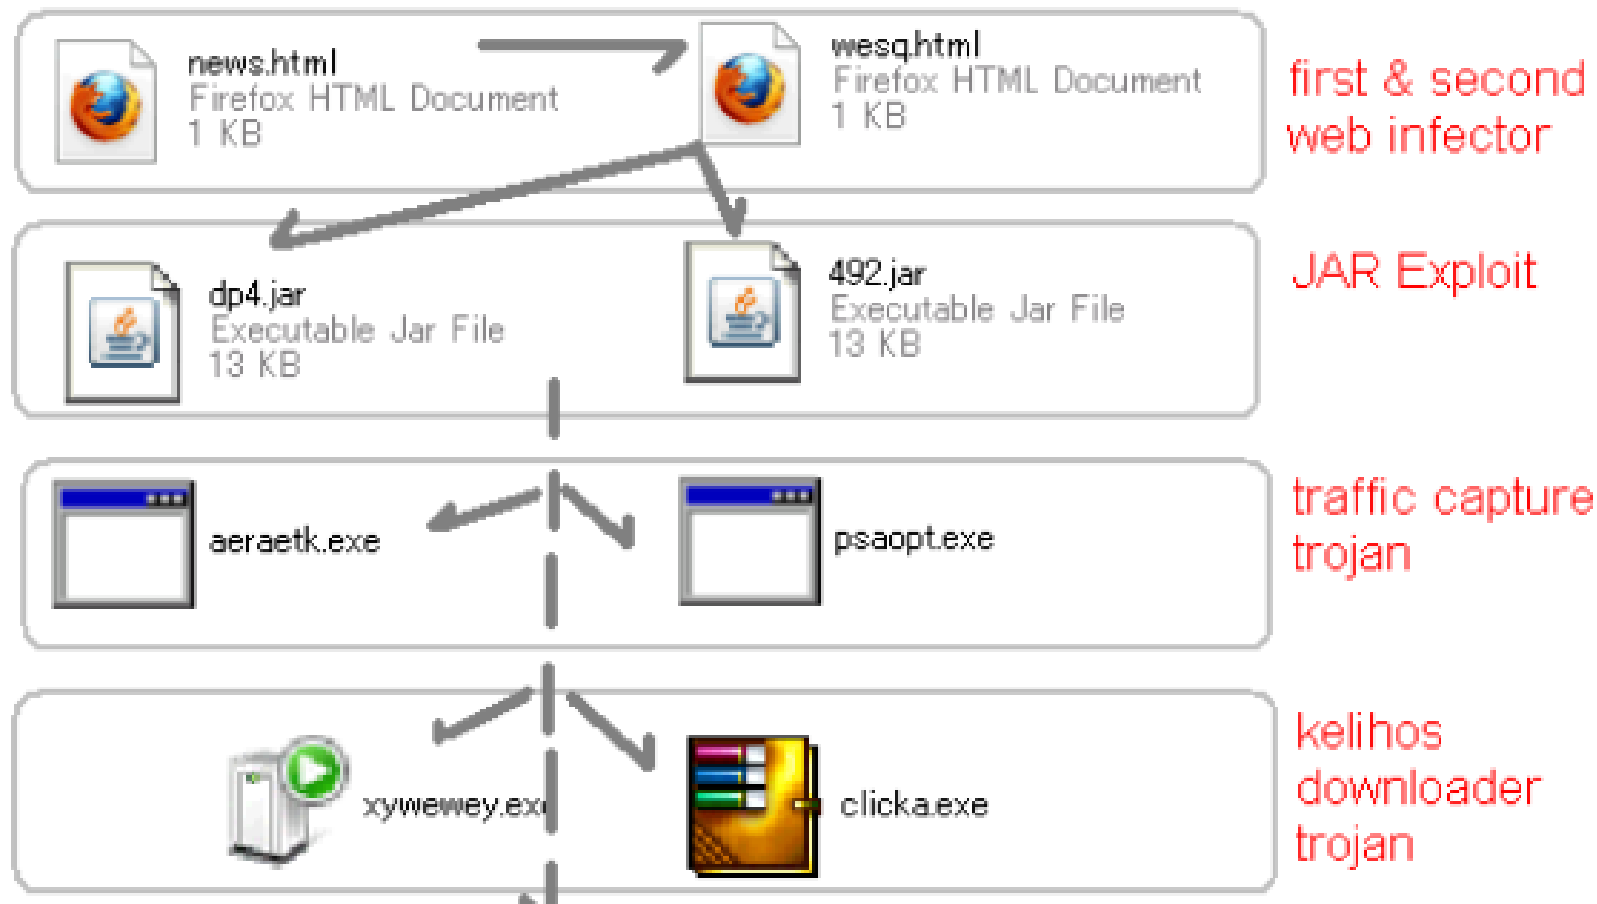 news.html
Firefox HTML Document
1 KB
wesq.html
Firefox HTML Document
1 KB
first & second
web infector
dp4.jar
Executable Jar File
13 KB
492.jar
Executable Jar File
13 KB
JAR Exploit
aeraetk.exe
psaopt.exe
traffic capture
trojan
xywewey.exe
clicka.exe
kelihos
downloader
trojan